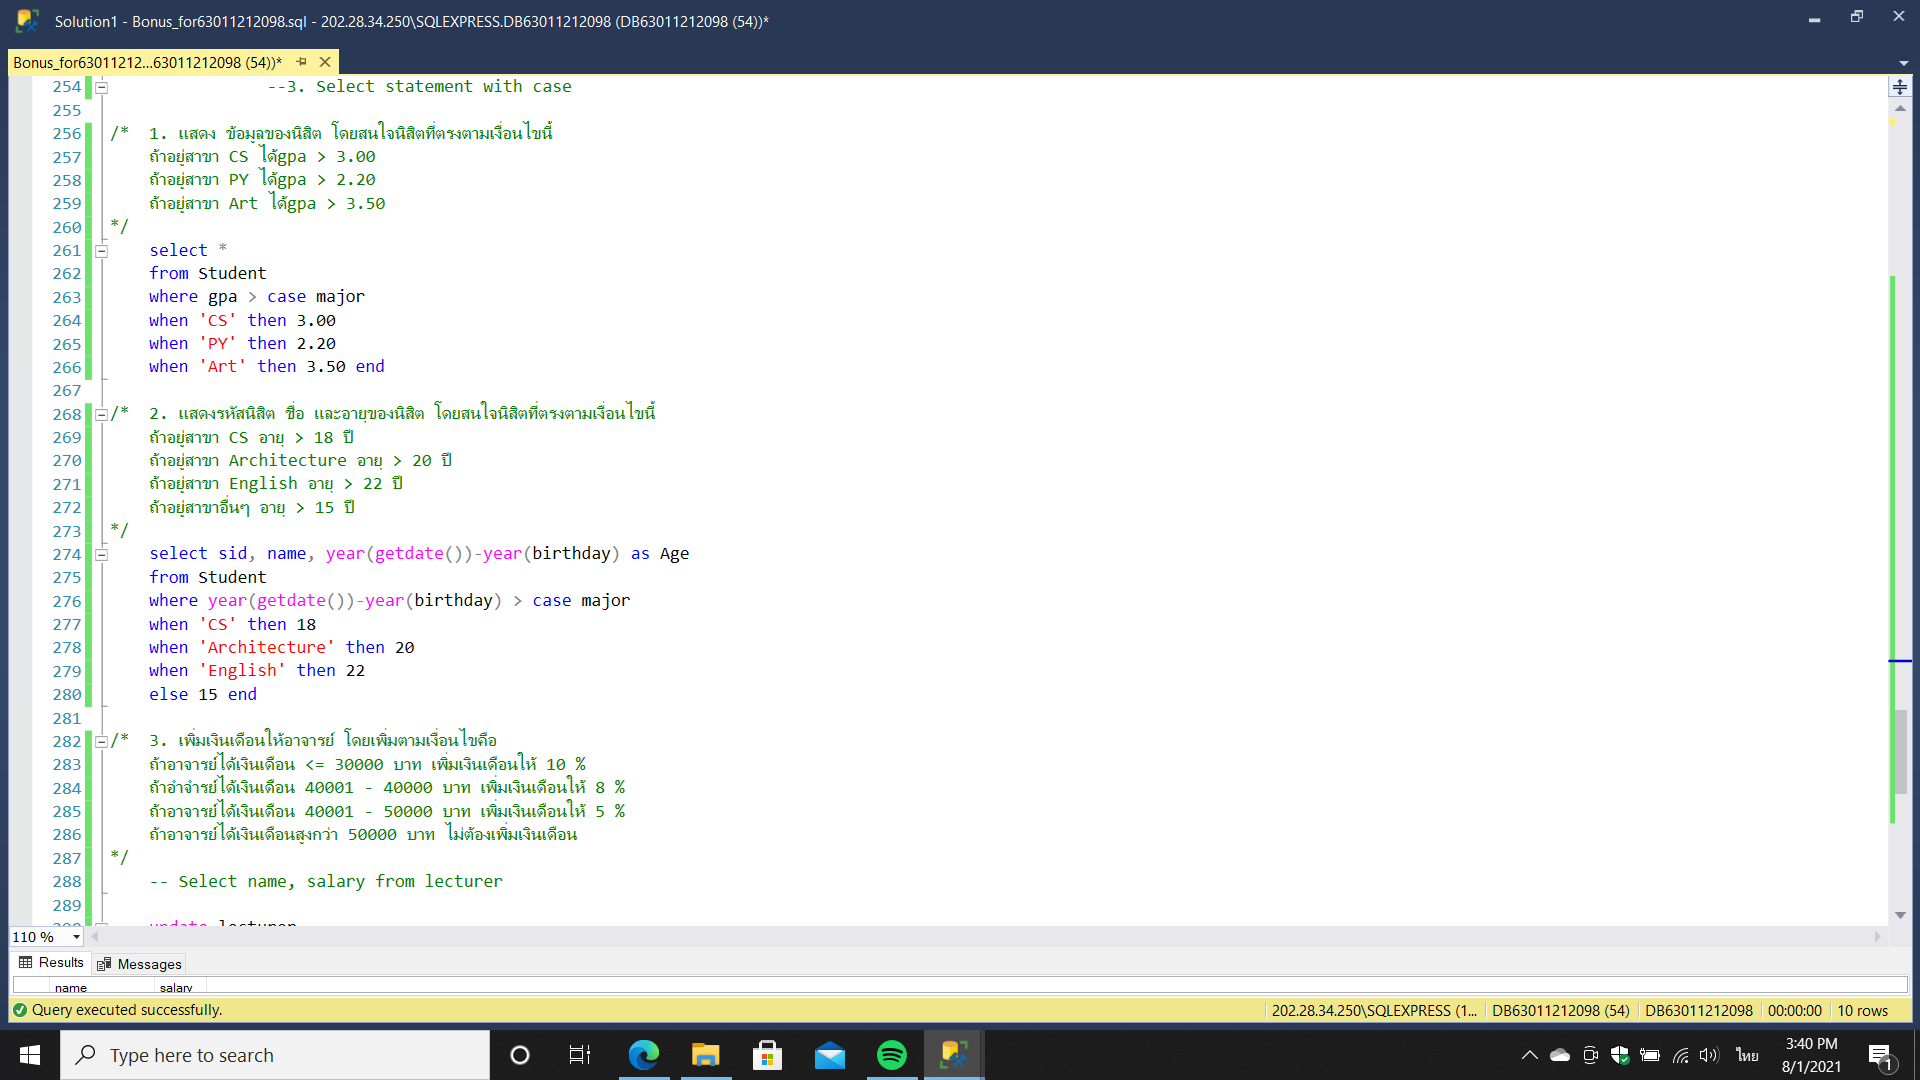 Solution1 - Bonus_for63011212098.sql - 202.28.34.250\SQLEXPRESS.DB63011212098 (DB63011212098 (54))*
Bonus_for63011212...63011212098 (54))*
254 --3. Select statement with case
255
256 /* 1. แสดง ข้อมูลของนิสิต โดยสนใจนิสิตที่ตรงตามเงื่อนไขนี้
257 ถ้าอยู่สาขา CS ได้gpa > 3.00
258 ถ้าอยู่สาขา PY ได้gpa > 2.20
259 ถ้าอยู่สาขา Art ได้gpa > 3.50
260 */
261 select *
262 from Student
263 where gpa > case major
264 when 'CS' then 3.00
265 when 'PY' then 2.20
266 when 'Art' then 3.50 end
267
268 /* 2. แสดงรหัสนิสิต ชื่อ และอายุของนิสิต โดยสนใจนิสิตที่ตรงตามเงื่อนไขนี้
269 ถ้าอยู่สาขา CS อายุ > 18 ปี
270 ถ้าอยู่สาขา Architecture อายุ > 20 ปี
271 ถ้าอยู่สาขา English อายุ > 22 ปี
272 ถ้าอยู่สาขาอื่นๆ อายุ > 15 ปี
273 */
274 select sid, name, year(getdate())-year(birthday) as Age
275 from Student
276 where year(getdate())-year(birthday) > case major
277 when 'CS' then 18
278 when 'Architecture' then 20
279 when 'English' then 22
280 else 15 end
281
282 /* 3. เพิ่มเงินเดือนให้อาจารย์ โดยเพิ่มตามเงื่อนไขคือ
283 ถ้าอาจารย์ได้เงินเดือน <= 30000 บาท เพิ่มเงินเดือนให้ 10 %
284 ถ้าอำจำรย์ได้เงินเดือน 40001 - 40000 บาท เพิ่มเงินเดือนให้ 8 %
285 ถ้าอาจารย์ได้เงินเดือน 40001 - 50000 บาท เพิ่มเงินเดือนให้ 5 %
286 ถ้าอาจารย์ได้เงินเดือนสูงกว่า 50000 บาท ไม่ต้องเพิ่มเงินเดือน
287 */
288 -- Select name, salary from lecturer
289
290 update lecturer
110 %
Results Messages
name salary
Query executed successfully. 202.28.34.250\SQLEXPRESS (1... DB63011212098 (54) DB63011212098 00:00:00 10 rows
Type here to search
ไทย
3:40 PM
8/1/2021
1